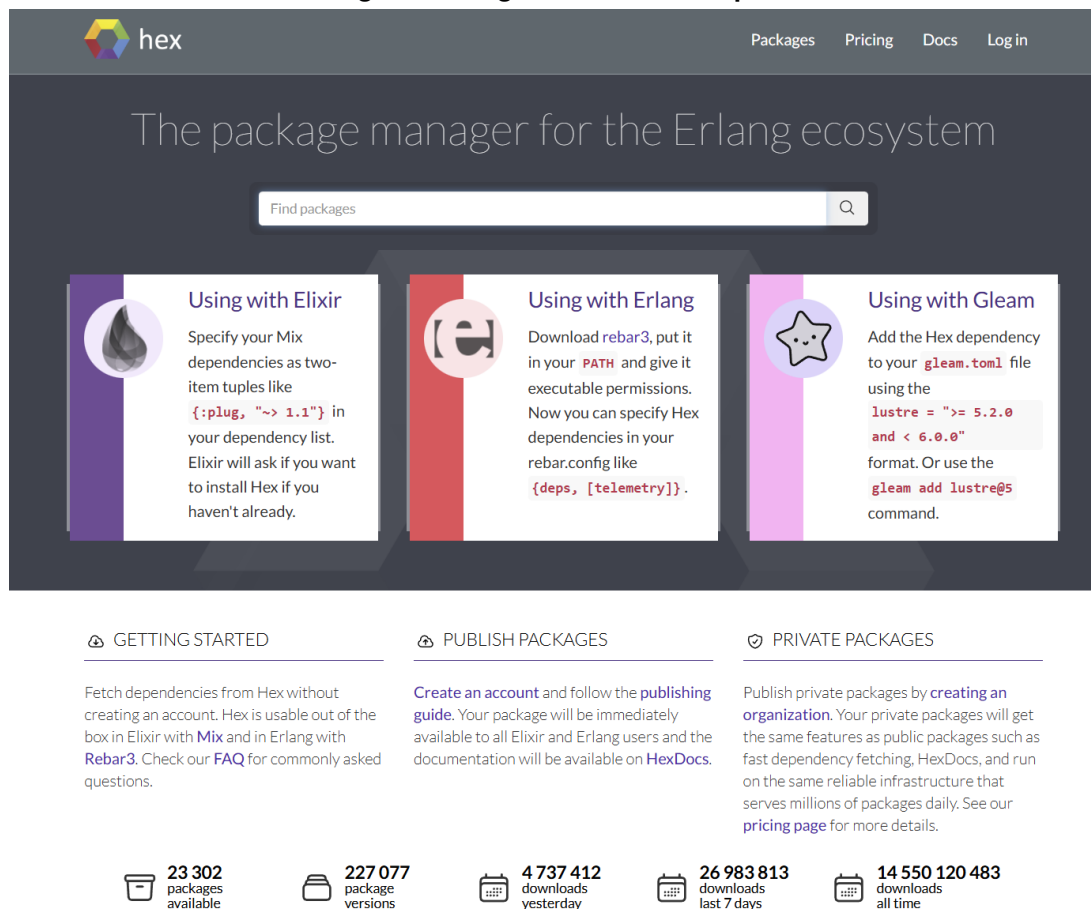 hex
Packages Pricing Docs Log in
The package manager for the Erlang ecosystem
Find packages
Using with Elixir
Specify your Mix
dependencies as two-
item tuples like
{:plug, "~> 1.1"} in
your dependency list.
Elixir will ask if you want
to install Hex if you
haven't already.
Using with Erlang
Download rebar3, put it
in your PATH and give it
executable permissions.
Now you can specify Hex
dependencies in your
rebar.config like
{deps, [telemetry]}.
Using with Gleam
Add the Hex dependency
to your gleam.toml file
using the
lustre = ">= 5.2.0
and < 6.0.0"
format. Or use the
gleam add lustre@5
command.
GETTING STARTED
Fetch dependencies from Hex without
creating an account. Hex is usable out of the
box in Elixir with Mix and in Erlang with
Rebar3. Check our FAQ for commonly asked
questions.
PUBLISH PACKAGES
Create an account and follow the publishing
guide. Your package will be immediately
available to all Elixir and Erlang users and the
documentation will be available on HexDocs.
PRIVATE PACKAGES
Publish private packages by creating an
organization. Your private packages will get
the same features as public packages such as
fast dependency fetching, HexDocs, and run
on the same reliable infrastructure that
serves millions of packages daily. See our
pricing page for more details.
23 302
packages
available
227 077
package
versions
4 737 412
downloads
yesterday
26 983 813
downloads
last 7 days
14 550 120 483
downloads
all time